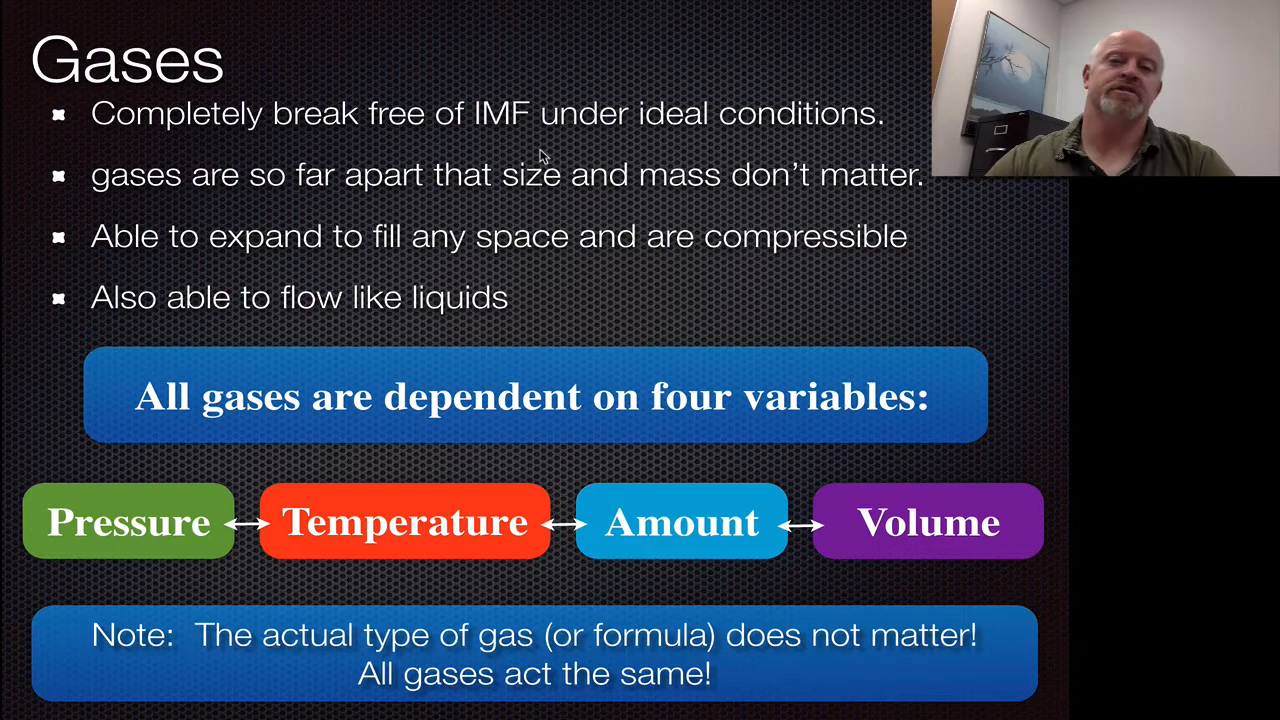 Gases
Completely break free of IMF under ideal conditions.
gases are so far apart that size and mass don't matter.
Able to expand to fill any space and are compressible
Also able to flow like liquids
All gases are dependent on four variables:
Pressure Temperature Amount Volume
Note: The actual type of gas (or formula) does not matter!
All gases act the same!